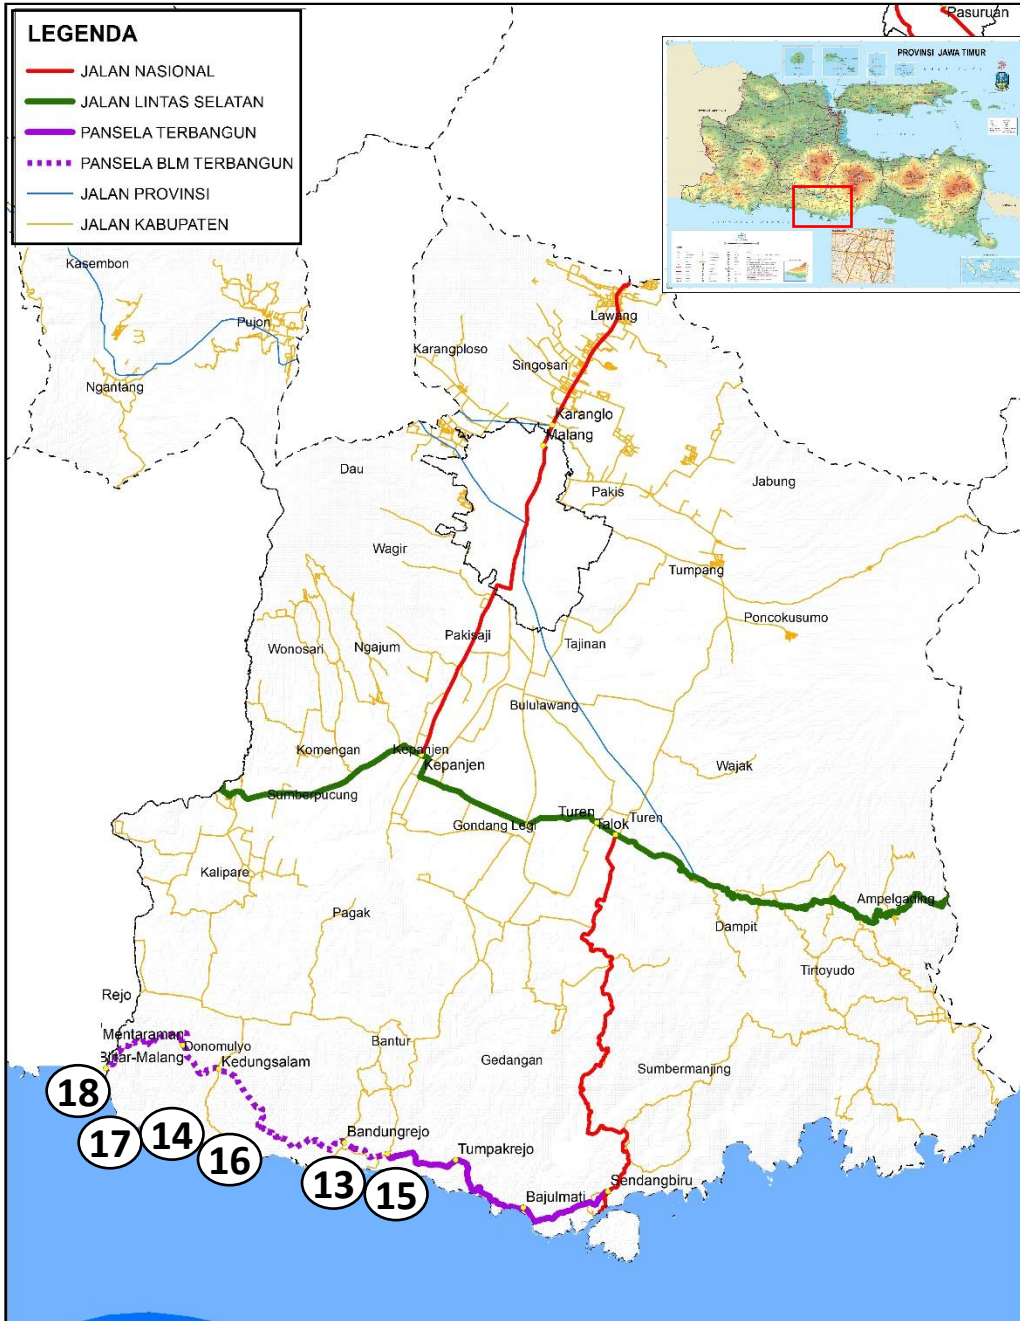 Pasuruan
LEGENDA
JALAN NASIONAL
JALAN LINTAS SELATAN
PANSELA TERBANGUN
PANSELA BLM TERBANGUN
JALAN PROVINSI
JALAN KABUPATEN
PROVINSI JAWA TIMUR
Kasembon
Pujon
Ngantang
Lawang
Karangploso
Singosari
Karanglo
Malang
Dau
Pakis
Jabung
Wagir
Tumpang
Poncokusumo
Pakisaji
Tajinan
Wonosari
Ngajum
Bululawang
Komengan
Kepanjen
Kepanjen
Wajak
Sumberpucung
Turen
Turen
Gondang Legi
Talok
Kalipare
Ampelgading
Pagak
Dampit
Tirtoyudo
Rejo
Mentaraman
Donomulyo
Bantur
Blitar-Malang
Kedungsalam
Gedangan
Sumbermanjing
18
17
14
16
Bandungrejo
Tumpakrejo
13
15
Sendangbiru
Bajulmati